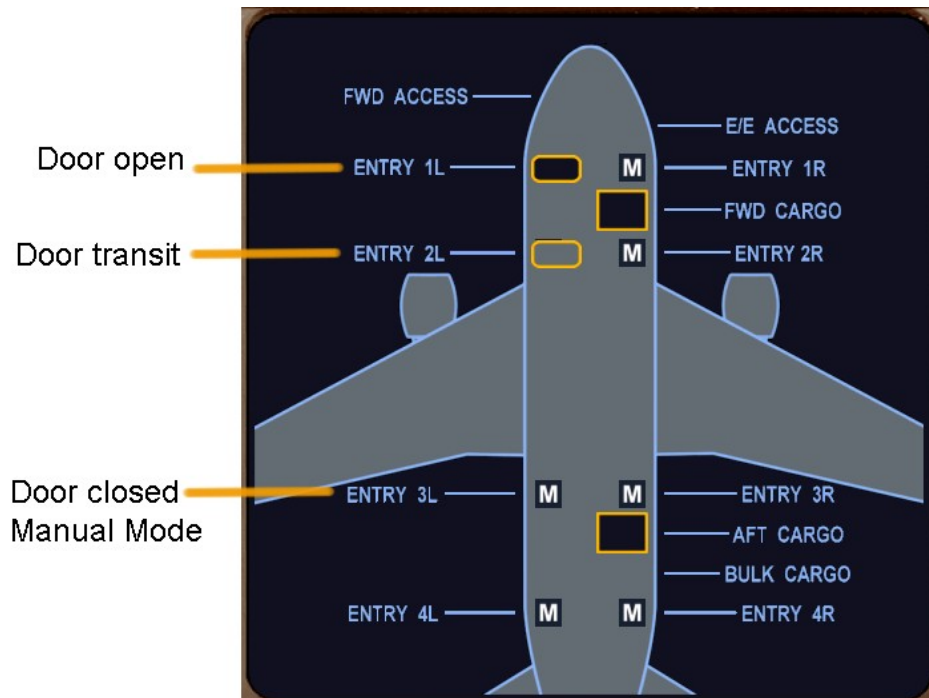 FWD ACCESS
E/E ACCESS
Door open
ENTRY 1L
M
ENTRY 1R
FWD CARGO
Door transit
ENTRY 2L
M
ENTRY 2R
Door closed
Manual Mode
ENTRY 3L
M
M
ENTRY 3R
AFT CARGO
BULK CARGO
ENTRY 4L
M
M
ENTRY 4R